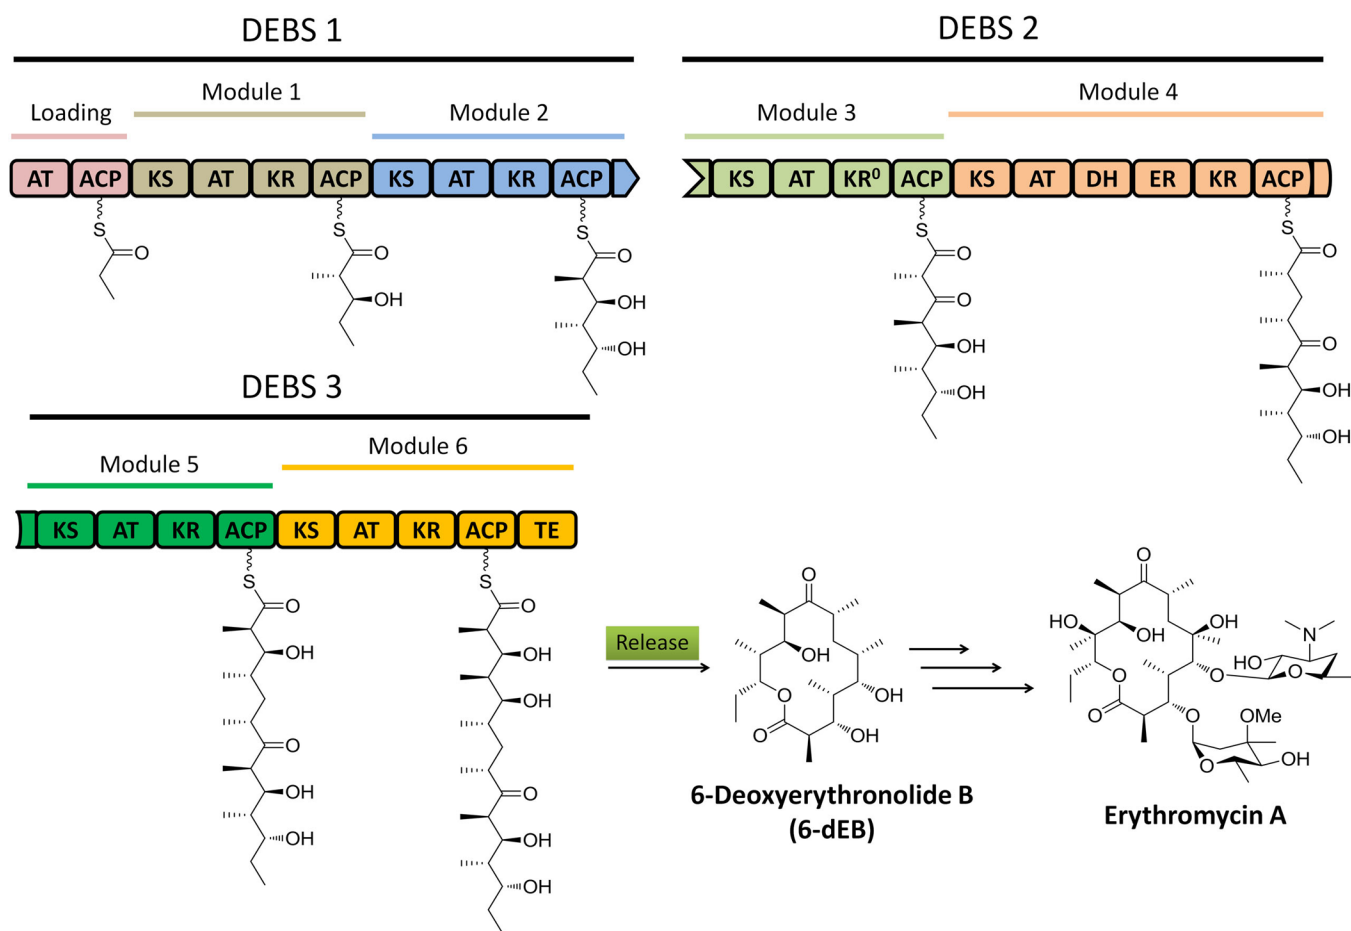 DEBS 1
DEBS 2
Loading
Module 1
Module 2
Module 3
Module 4
AT ACP KS AT KR ACP KS AT KR ACP
KS AT KR⁰ ACP KS AT DH ER KR ACP
S
O
S
O
OH
S
O
OH
OH
S
O
O
OH
OH
S
O
O
OH
OH
DEBS 3
Module 5
Module 6
KS AT KR ACP KS AT KR ACP TE
S
O
OH
O
OH
OH
S
O
OH
OH
O
OH
OH
Release
O
OH
O
OH
O
OH
6-Deoxyerythronolide B
(6-dEB)
O
HO
OH
OH
N
HO
O
O
O
O
O
OMe
O
OH
Erythromycin A